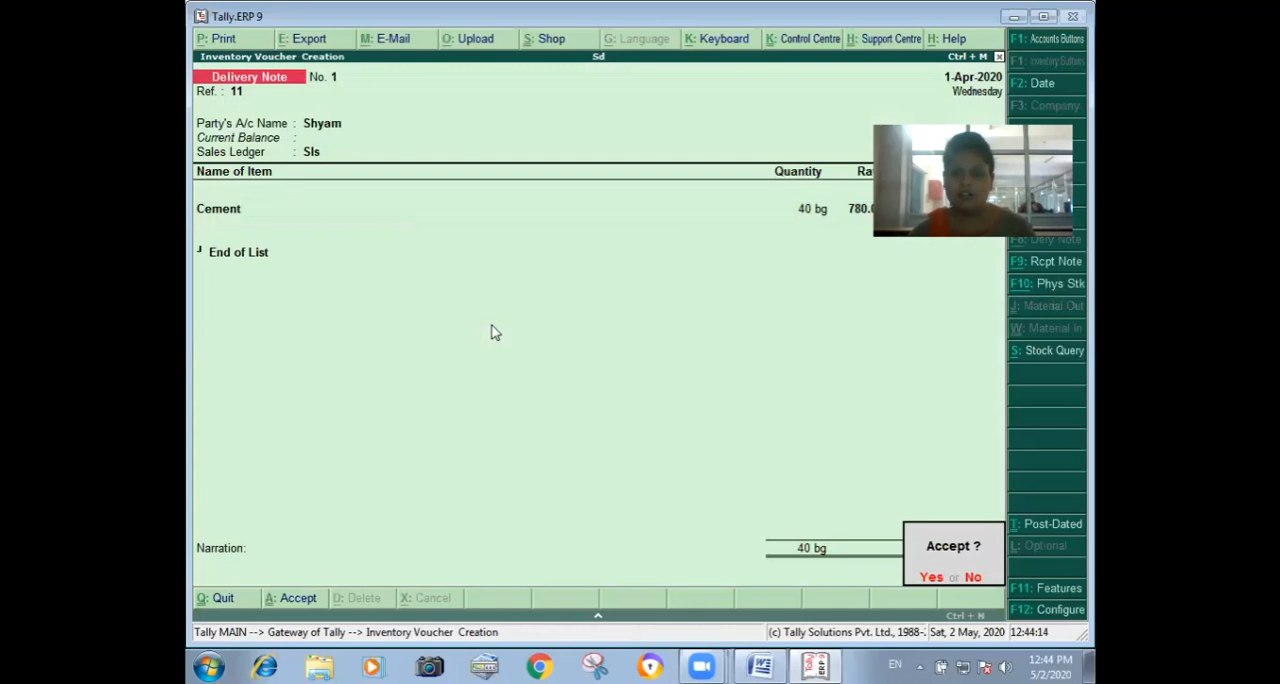 Tally.ERP 9
P: Print E: Export M: E-Mail O: Upload S: Shop G: Language K: Keyboard K: Control Centre H: Support Centre H: Help
F1: Accounts Buttons
Inventory Voucher Creation Sd Ctrl + M
F1: Inventory Buttons
Delivery Note No. 1 1-Apr-2020
F2: Date
Ref. : 11 Wednesday
F3: Company
Party's A/c Name : Shyam
Current Balance :
Sales Ledger : Sls
Name of Item Quantity
Cement 40 bg
F9: Rcpt Note
End of List
F10: Phys Stk
J: Material Out
W: Material In
S: Stock Query
T: Post-Dated
Narration: 40 bg Accept ?
L: Optional
Yes or No
F11: Features
Q: Quit A: Accept D: Delete X: Cancel
F12: Configure
Ctrl + N
Tally MAIN --> Gateway of Tally --> Inventory Voucher Creation (c) Tally Solutions Pvt. Ltd., 1988- Sat, 2 May, 2020 12:44:14
EN 12:44 PM
5/2/2020